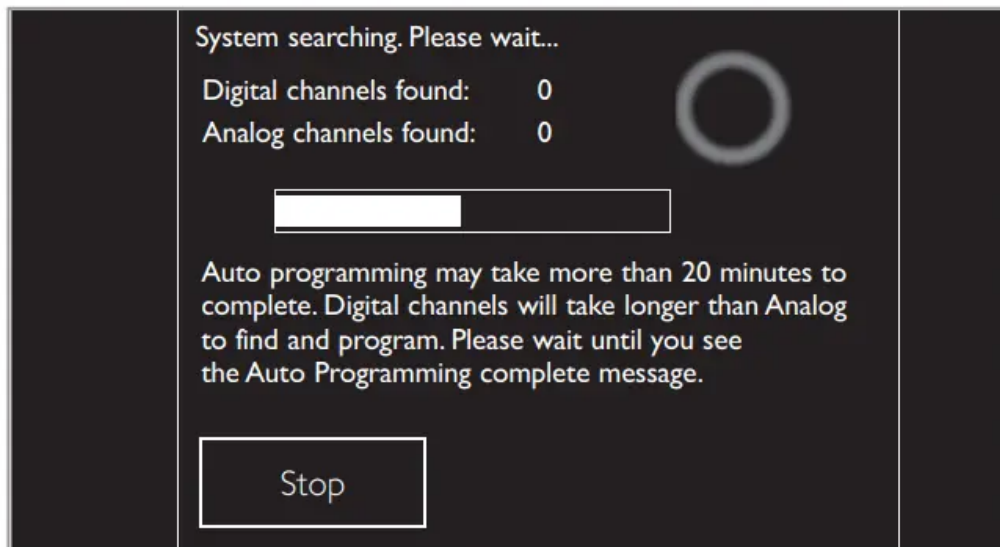 System searching. Please wait...
Digital channels found: 0
Analog channels found: 0
Auto programming may take more than 20 minutes to
complete. Digital channels will take longer than Analog
to find and program. Please wait until you see
the Auto Programming complete message.
Stop